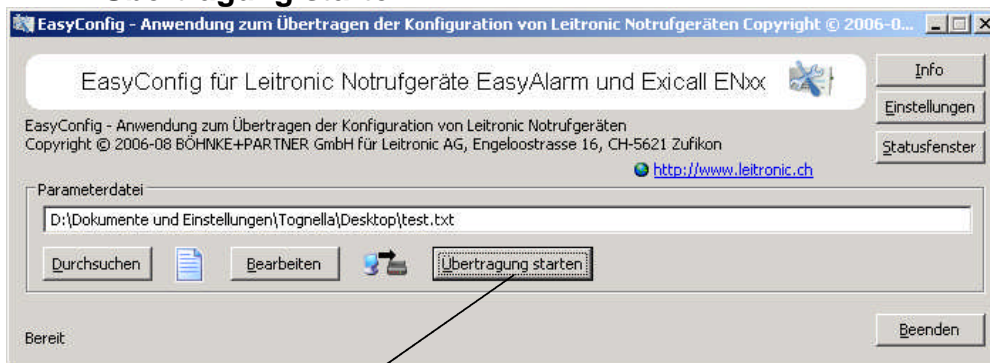 Übertragung starten
EasyConfig - Anwendung zum Übertragen der Konfiguration von Leitronic Notrufgeräten Copyright © 2006-0...
EasyConfig für Leitronic Notrufgeräte EasyAlarm und Exicall ENxx
Info
Einstellungen
EasyConfig - Anwendung zum Übertragen der Konfiguration von Leitronic Notrufgeräten
Copyright © 2006-08 BÖHNKE+PARTNER GmbH für Leitronic AG, Engeloostrasse 16, CH-5621 Zufikon
Statusfenster
http://www.leitronic.ch
Parameterdatei
D:\Dokumente und Einstellungen\Tognella\Desktop\test.txt
Durchsuchen
Bearbeiten
Übertragung starten
Bereit
Beenden